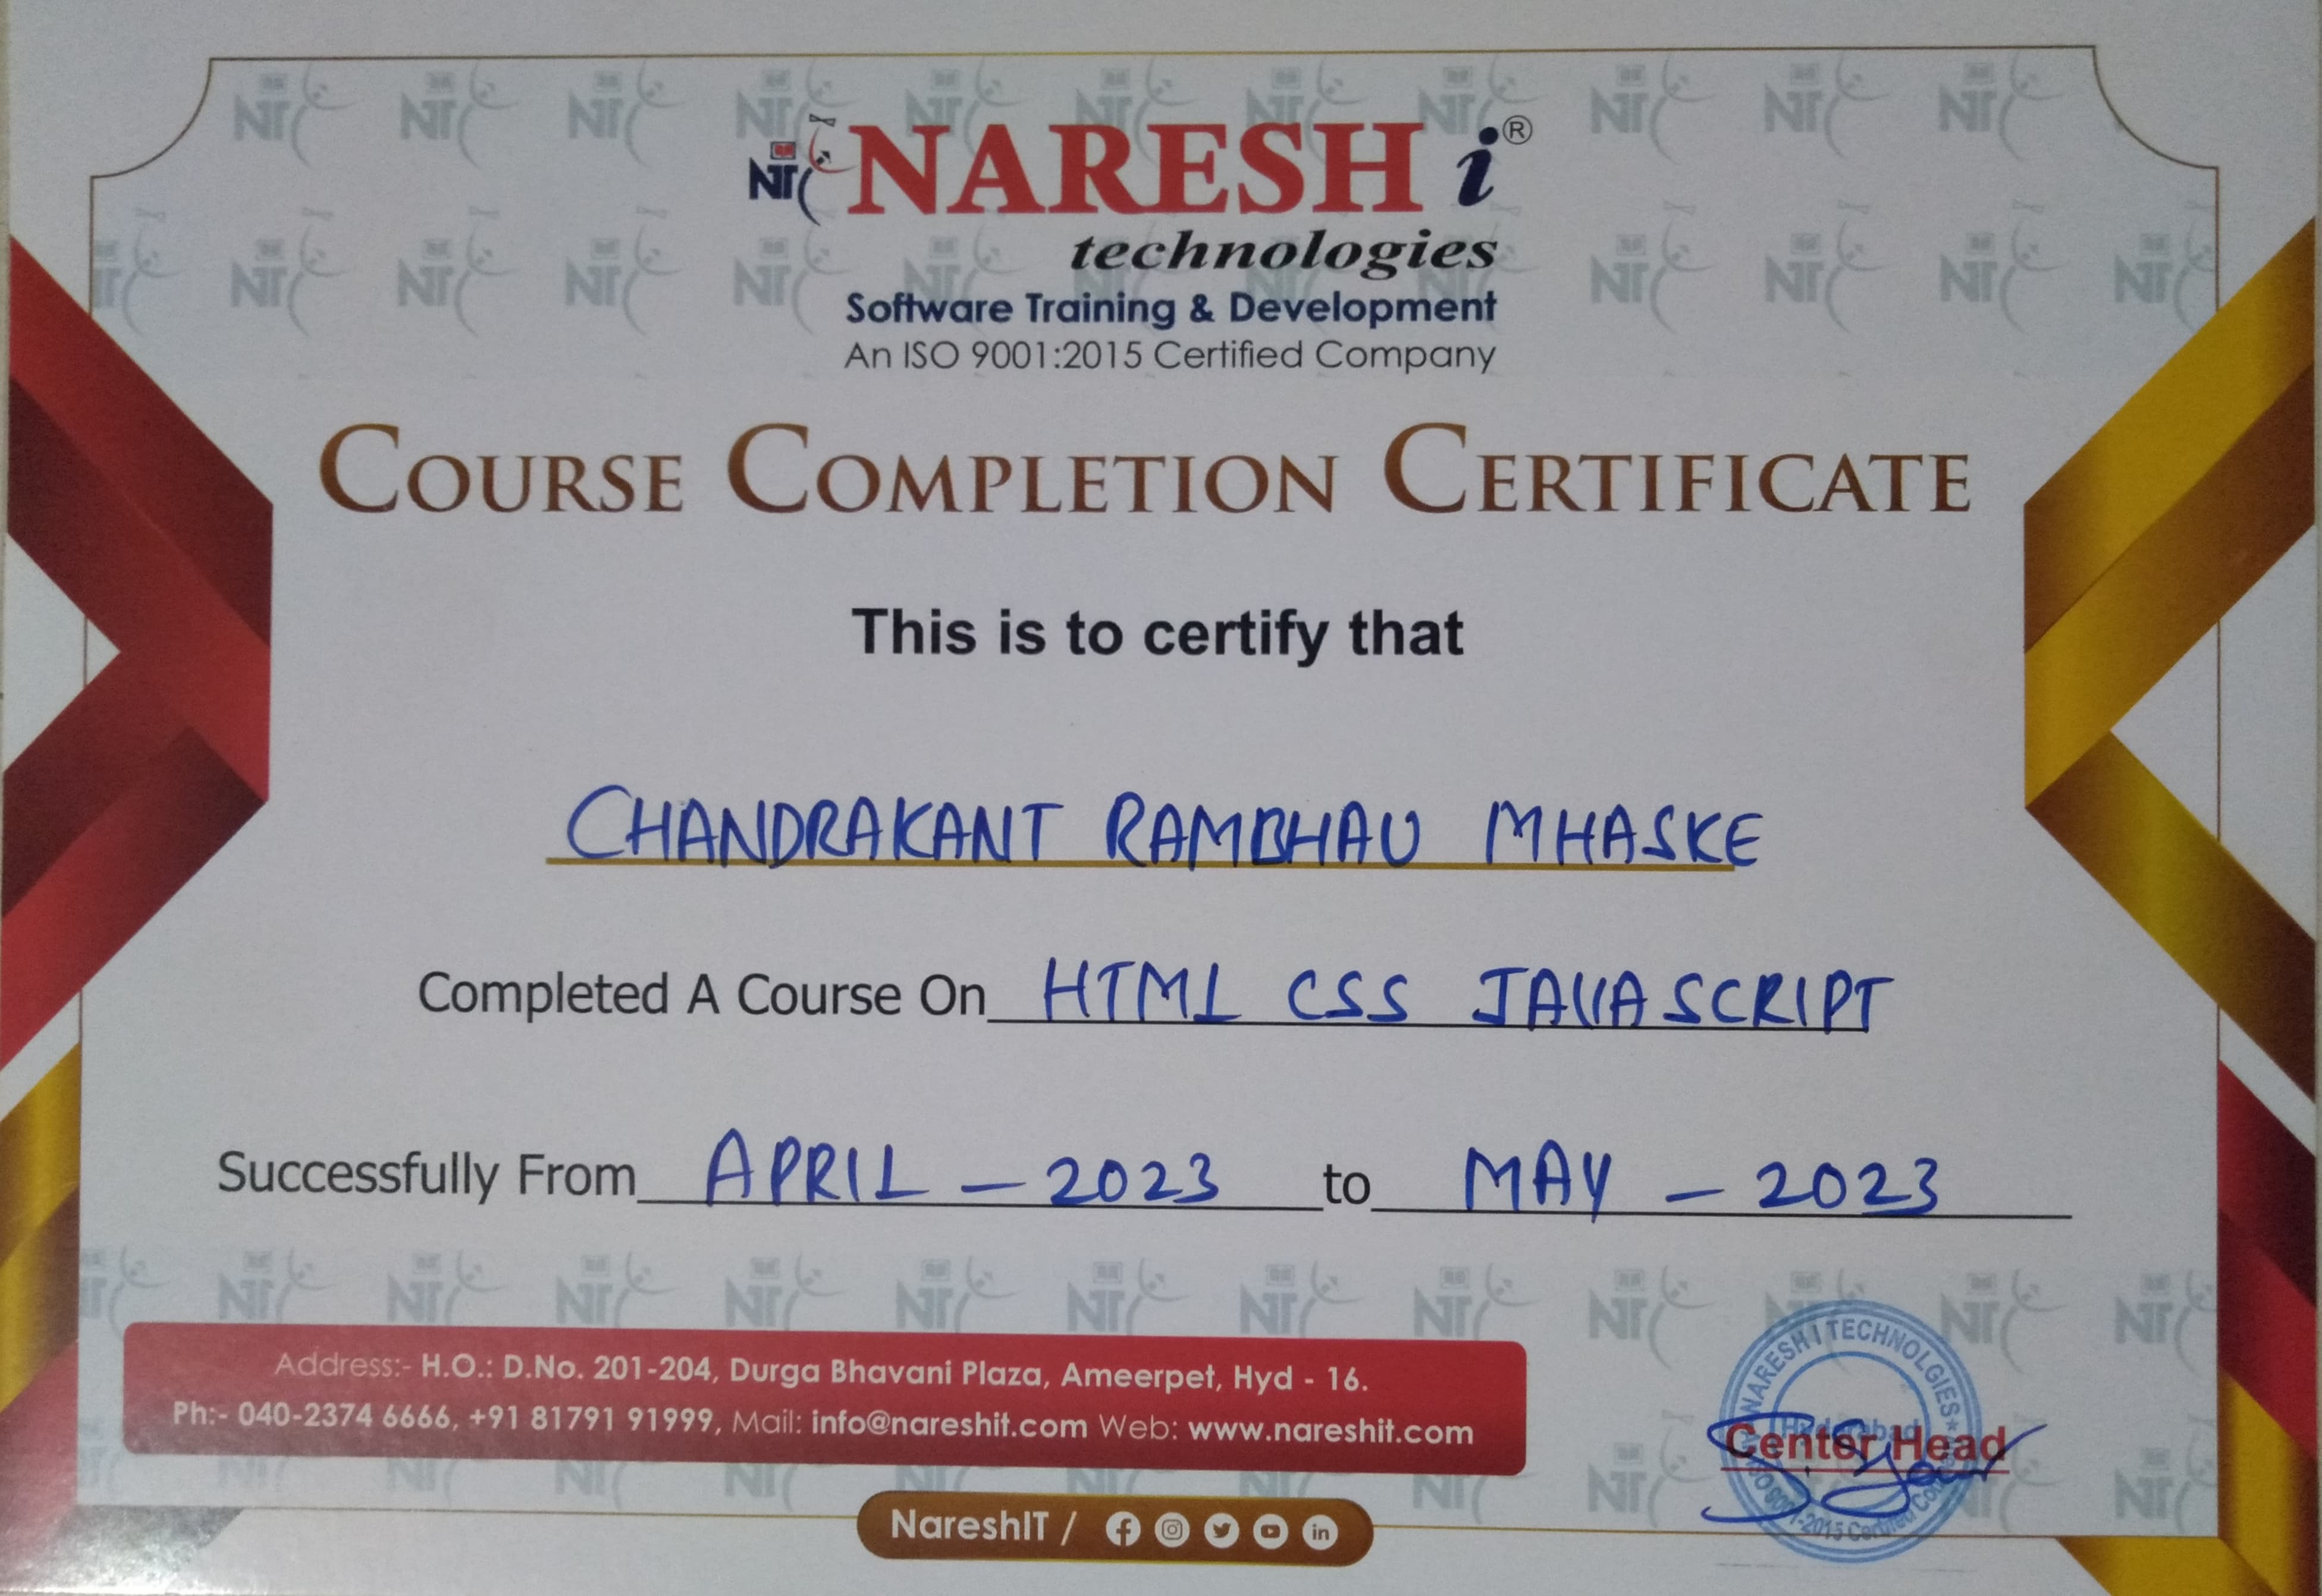 NARESH i®
technologies
Software Training & Development
An ISO 9001:2015 Certified Company
COURSE COMPLETION CERTIFICATE
This is to certify that
CHANDRAKANT RAMBHAU MHASKE
Completed A Course On HTML CSS JAVASCRIPT
Successfully From APRIL - 2023 to MAY - 2023
Address:- H.O.: D.No. 201-204, Durga Bhavani Plaza, Ameerpet, Hyd - 16.
Ph:- 040-2374 6666, +91 81791 91999, Mail: info@nareshit.com Web: www.nareshit.com
NARESH I TECHNOLGIES★
Hyderabad
Center Head
NareshIT /